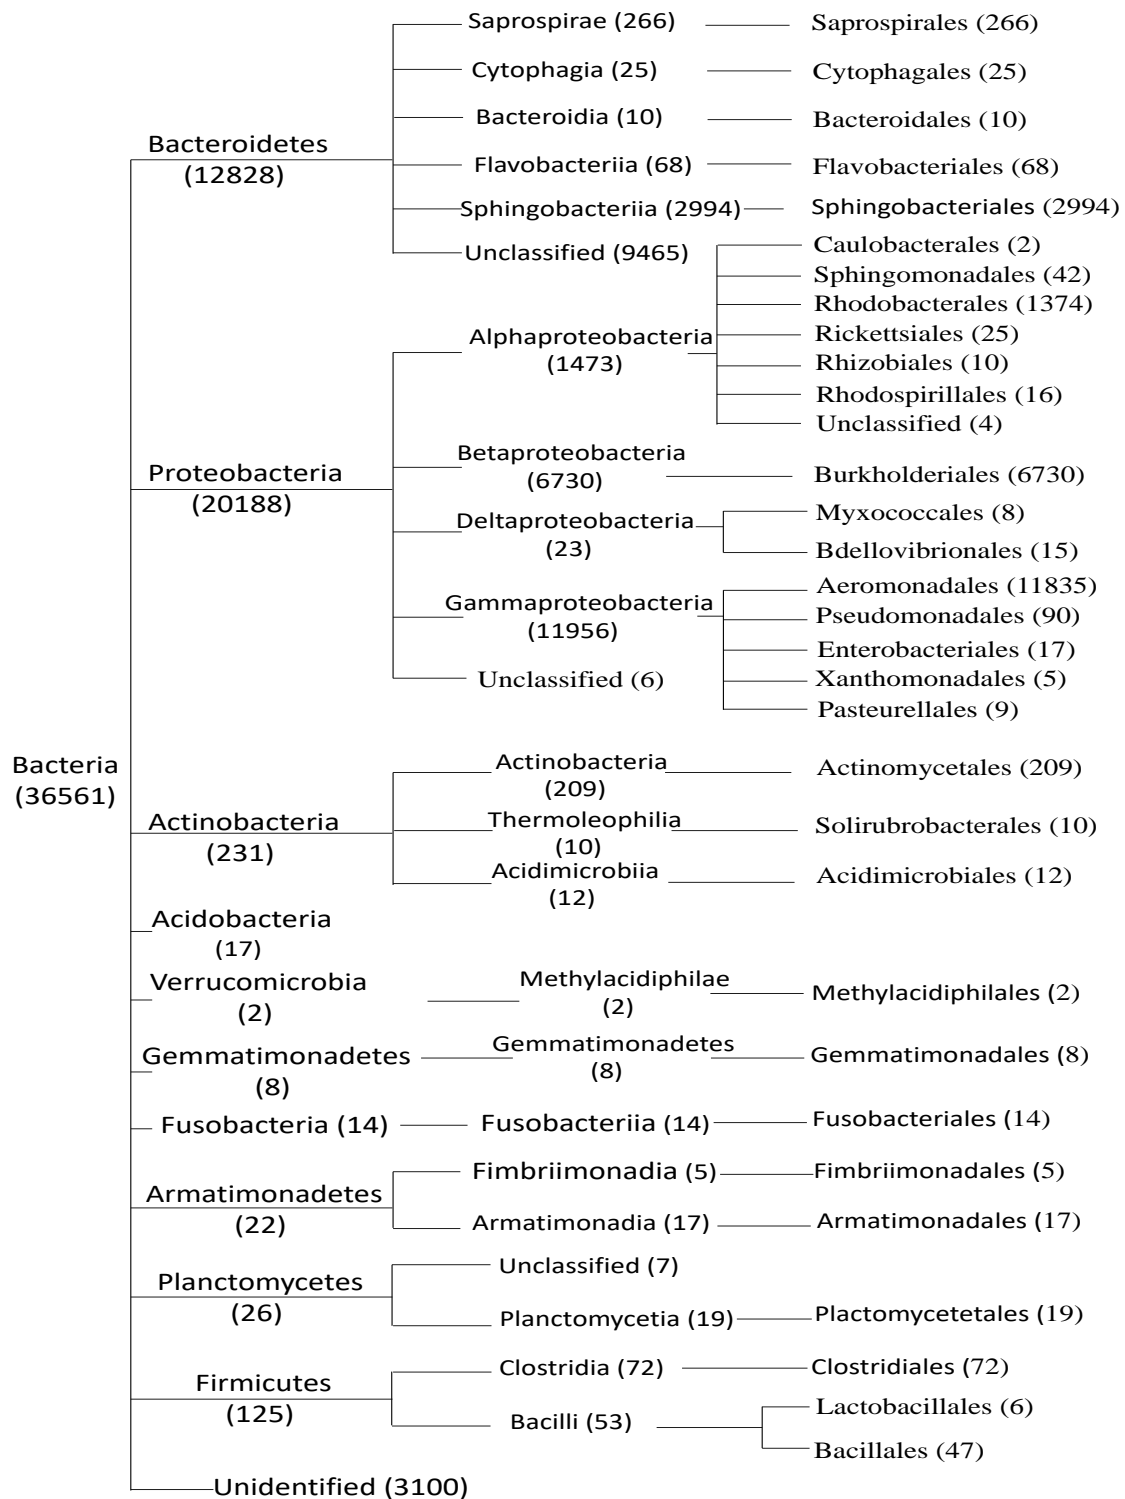 Saprospirae (266) Saprospirales (266)
Cytophagia (25) Cytophagales (25)
Bacteroidia (10) Bacteroidales (10)
Bacteroidetes
(12828)
Flavobacteriia (68) Flavobacteriales (68)
Sphingobacteriia (2994) Sphingobacteriales (2994)
Unclassified (9465)
Caulobacterales (2)
Sphingomonadales (42)
Rhodobacterales (1374)
Alphaproteobacteria
(1473)
Rickettsiales (25)
Rhizobiales (10)
Rhodospirillales (16)
Unclassified (4)
Proteobacteria
(20188)
Betaproteobacteria
(6730)
Burkholderiales (6730)
Deltaproteobacteria
(23)
Myxococcales (8)
Bdellovibrionales (15)
Gammaproteobacteria
(11956)
Aeromonadales (11835)
Pseudomonadales (90)
Enterobacteriales (17)
Xanthomonadales (5)
Pasteurellales (9)
Unclassified (6)
Bacteria
(36561)
Actinobacteria
(231)
Actinobacteria
(209)
Actinomycetales (209)
Thermoleophilia
(10)
Solirubrobacterales (10)
Acidimicrobiia
(12)
Acidimicrobiales (12)
Acidobacteria
(17)
Verrucomicrobia
(2)
Methylacidiphilae
(2)
Methylacidiphilales (2)
Gemmatimonadetes
(8)
Gemmatimonadetes
(8)
Gemmatimonadales (8)
Fusobacteria (14) Fusobacteriia (14) Fusobacteriales (14)
Armatimonadetes
(22)
Fimbriimonadia (5) Fimbriimonadales (5)
Armatimonadia (17) Armatimonadales (17)
Planctomycetes
(26)
Unclassified (7)
Planctomycetia (19) Plactomycetetales (19)
Firmicutes
(125)
Clostridia (72) Clostridiales (72)
Bacilli (53)
Lactobacillales (6)
Bacillales (47)
Unidentified (3100)